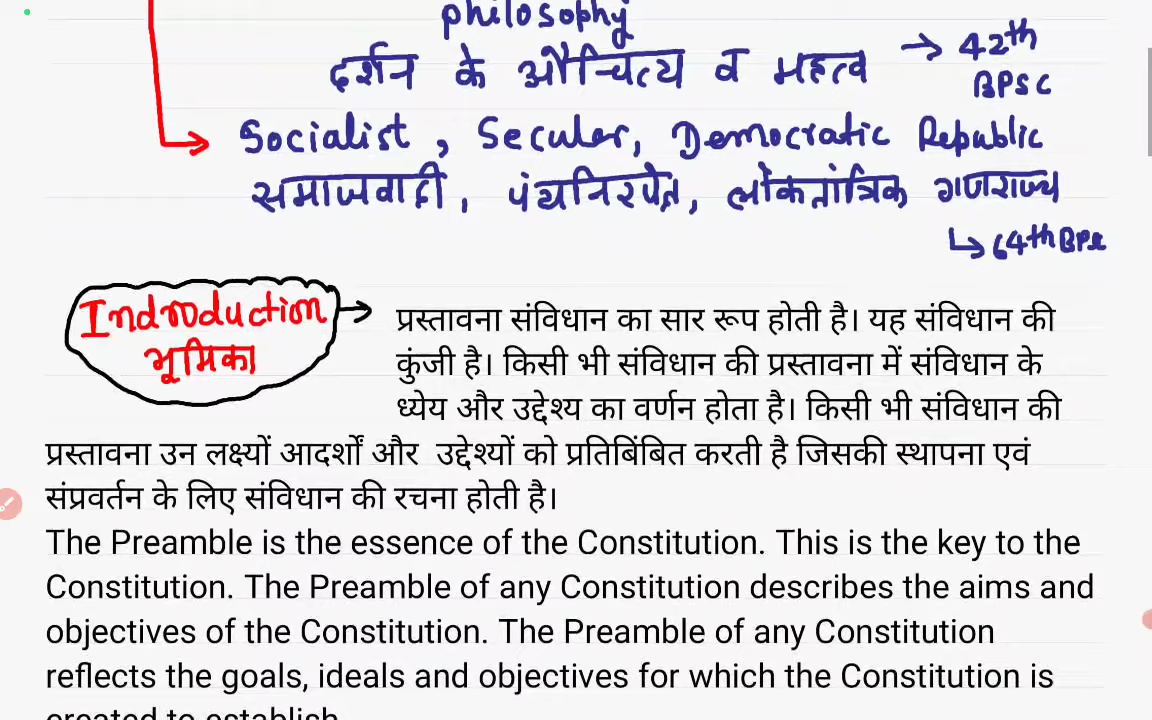 philosophy
दर्शन के औचित्य व महत्व → 42th
BPSC
Socialist, Secular, Democratic Republic
समाजवादी, पंथनिरपेक्ष, लोकतांत्रिक गणराज्य
↳ 64th BPSC
Indroduction →
भूमिका
प्रस्तावना संविधान का सार रूप होती है। यह संविधान की
कुंजी है। किसी भी संविधान की प्रस्तावना में संविधान के
ध्येय और उद्देश्य का वर्णन होता है। किसी भी संविधान की
प्रस्तावना उन लक्ष्यों आदर्शों और उद्देश्यों को प्रतिबिंबित करती है जिसकी स्थापना एवं
संप्रवर्तन के लिए संविधान की रचना होती है।
The Preamble is the essence of the Constitution. This is the key to the
Constitution. The Preamble of any Constitution describes the aims and
objectives of the Constitution. The Preamble of any Constitution
reflects the goals, ideals and objectives for which the Constitution is
created to establish